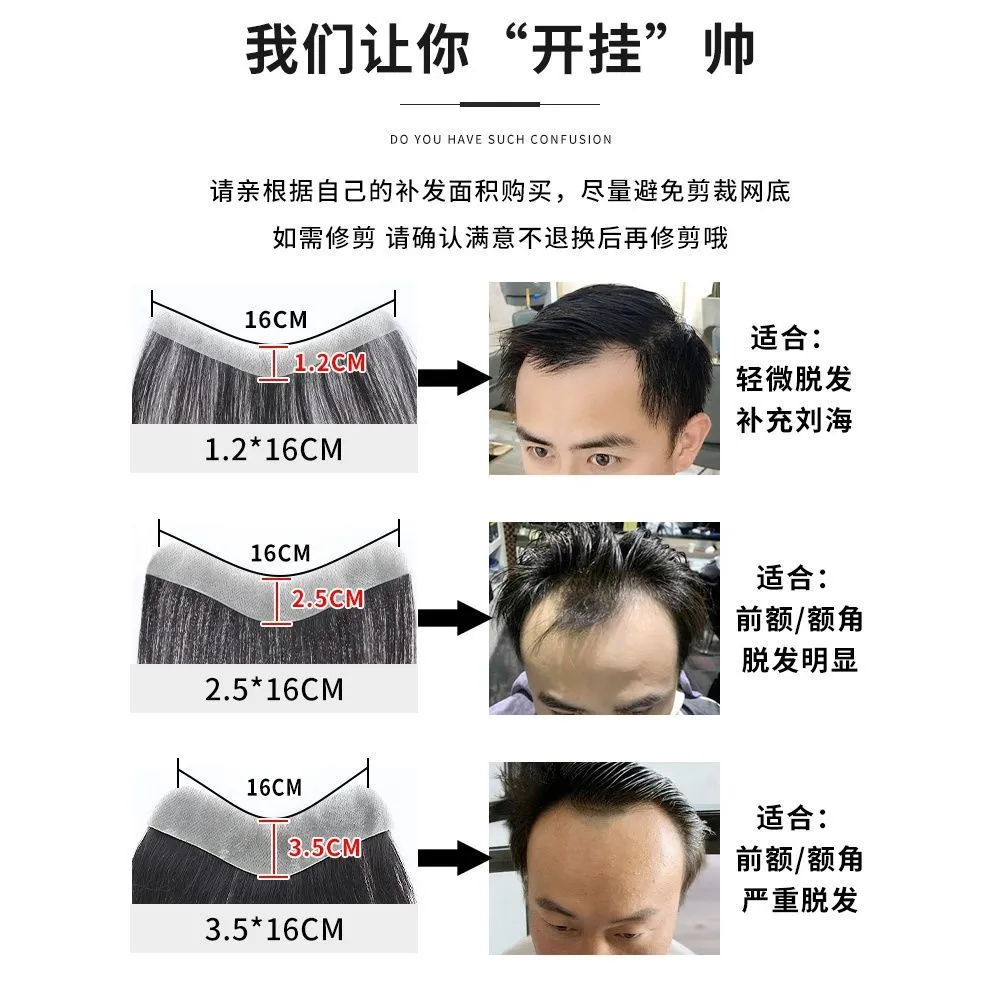 我们让你“开挂”帅
DO YOU HAVE SUCH CONFUSION
请亲根据自己的补发面积购买，尽量避免剪裁网底
如需修剪 请确认满意不退换后再修剪哦
16CM
1.2CM
1.2*16CM
适合：
轻微脱发
补充刘海
16CM
2.5CM
2.5*16CM
适合：
前额/额角
脱发明显
16CM
3.5CM
3.5*16CM
适合：
前额/额角
严重脱发